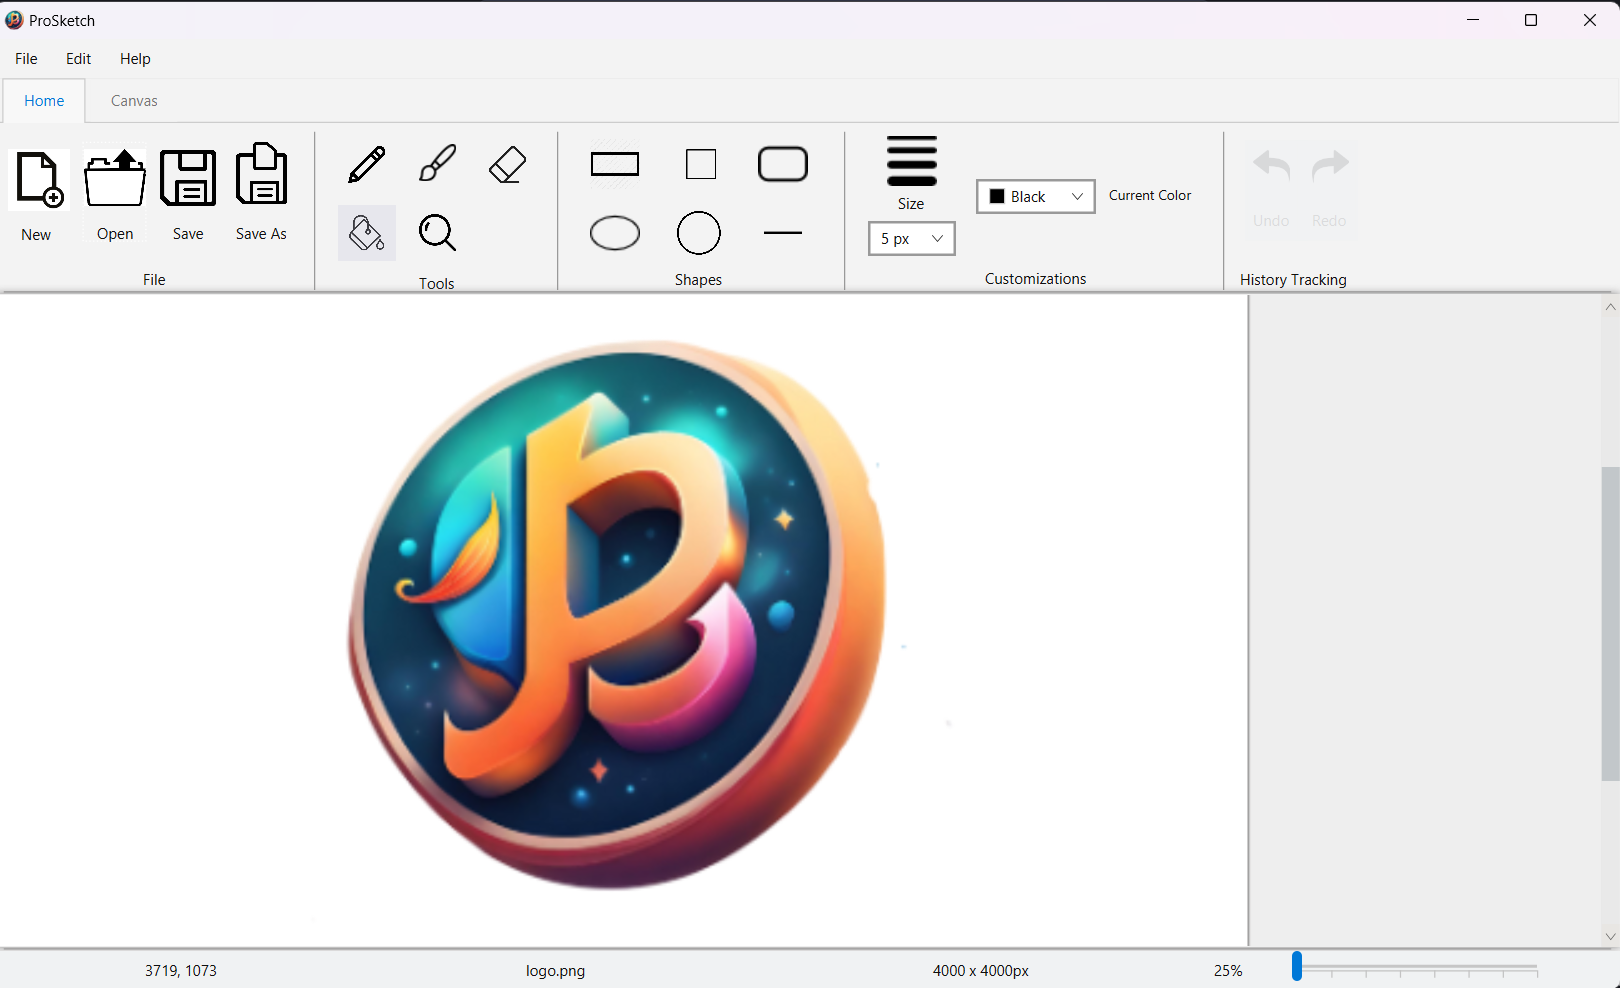 ProSketch
File Edit Help
Home Canvas
New Open Save Save As
File
Tools
Shapes
Size
5 px
Black Current Color
Customizations
Undo Redo
History Tracking
3719, 1073 logo.png 4000 x 4000px 25%